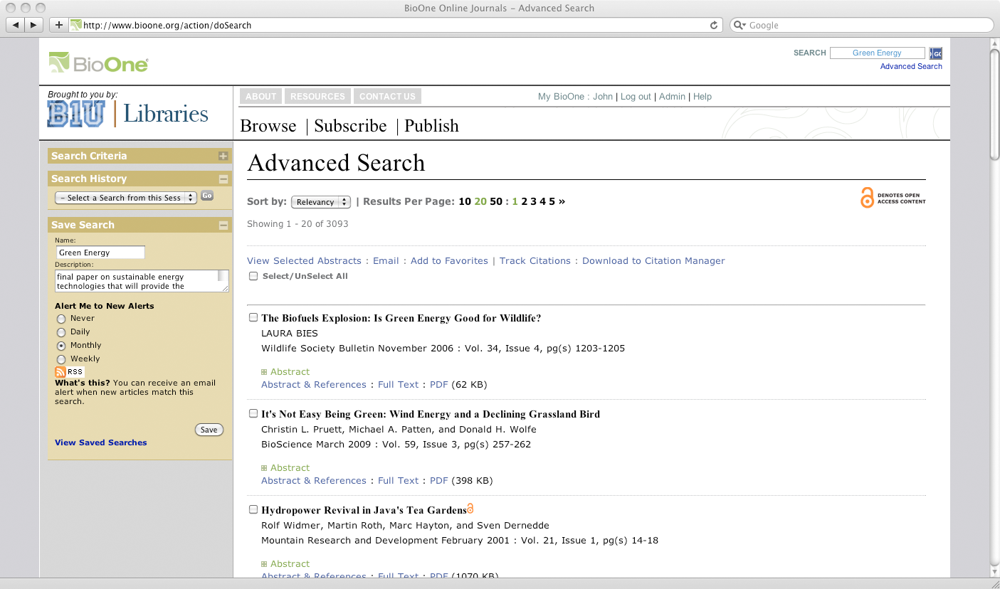 BioOne Online Journals – Advanced Search
http://www.bioone.org/action/doSearch
Google
BioOne
SEARCH Green Energy GO
Advanced Search
Brought to you by:
B1U | Libraries
ABOUT RESOURCES CONTACT US
My BioOne : John | Log out | Admin | Help
Browse | Subscribe | Publish
Search Criteria
Search History
– Select a Search from this Sess Go
Save Search
Name:
Green Energy
Description:
final paper on sustainable energy
technologies that will provide the
Alert Me to New Alerts
Never
Daily
Monthly
Weekly
RSS
What's this? You can receive an email
alert when new articles match this
search.
Save
View Saved Searches
Advanced Search
Sort by: Relevancy | Results Per Page: 10 20 50 : 1 2 3 4 5 »
DENOTES OPEN
ACCESS CONTENT
Showing 1 - 20 of 3093
View Selected Abstracts : Email : Add to Favorites | Track Citations : Download to Citation Manager
Select/UnSelect All
The Biofuels Explosion: Is Green Energy Good for Wildlife?
LAURA BIES
Wildlife Society Bulletin November 2006 : Vol. 34, Issue 4, pg(s) 1203-1205
Abstract
Abstract & References : Full Text : PDF (62 KB)
It's Not Easy Being Green: Wind Energy and a Declining Grassland Bird
Christin L. Pruett, Michael A. Patten, and Donald H. Wolfe
BioScience March 2009 : Vol. 59, Issue 3, pg(s) 257-262
Abstract
Abstract & References : Full Text : PDF (398 KB)
Hydropower Revival in Java's Tea Gardens
Rolf Widmer, Martin Roth, Marc Hayton, and Sven Dernedde
Mountain Research and Development February 2001 : Vol. 21, Issue 1, pg(s) 14-18
Abstract
Abstract & References : Full Text : PDF (1070 KB)